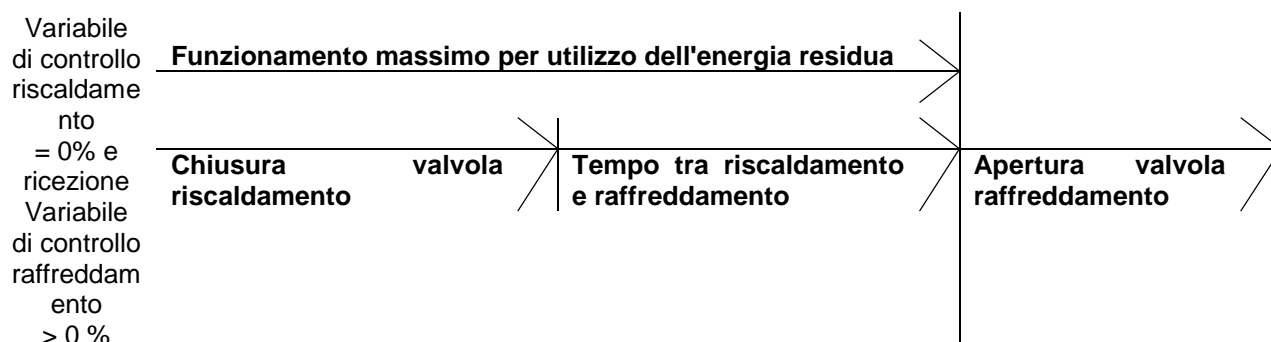 Variabile
di controllo
riscaldame
nto
= 0% e
ricezione
Variabile
di controllo
raffreddam
ento
> 0 %
Funzionamento massimo per utilizzo dell'energia residua
Chiusura valvola
riscaldamento
Tempo tra riscaldamento
e raffreddamento
Apertura valvola
raffreddamento